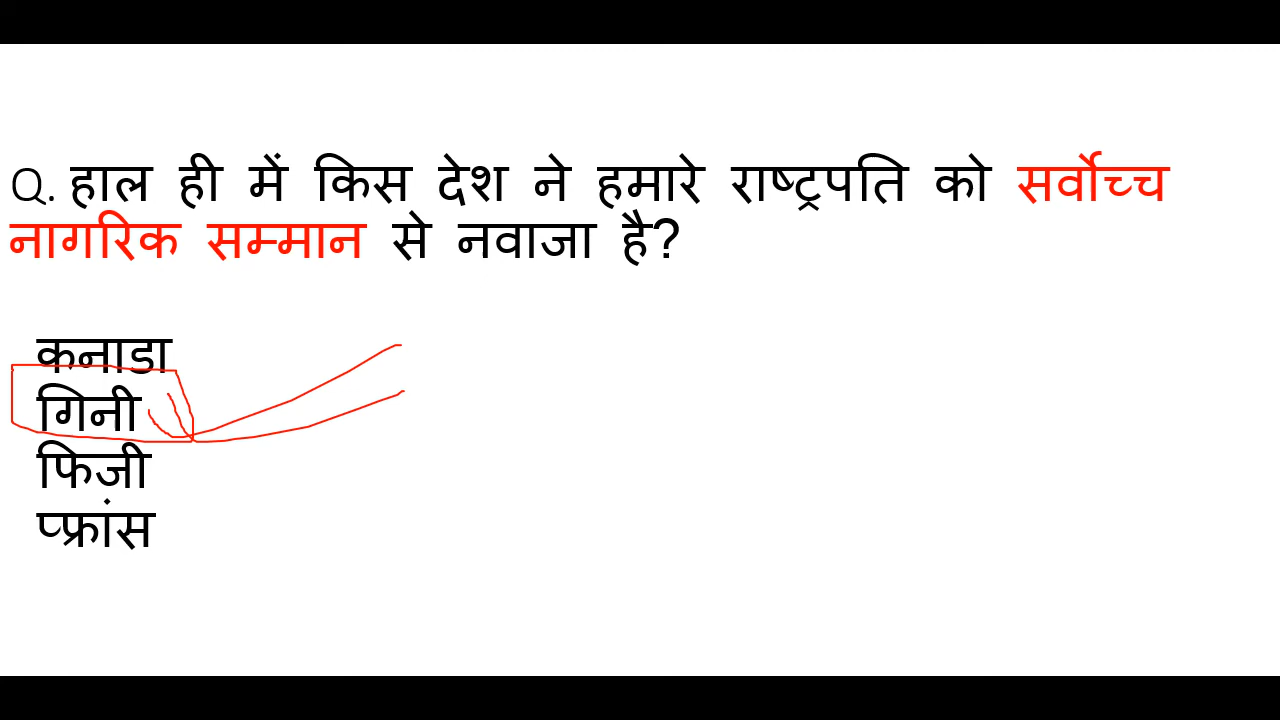 Q. हाल ही में किस देश ने हमारे राष्ट्रपति को सर्वोच्च
नागरिक सम्मान से नवाजा है?
कनाडा
गिनी
फिजी
प्फ्रांस